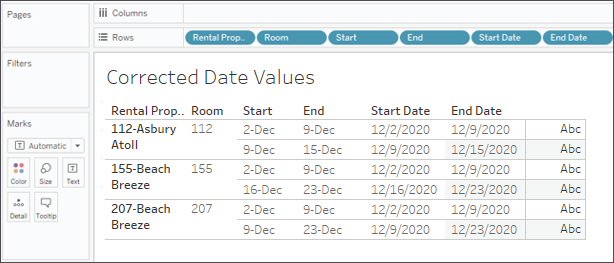 Pages
Columns
Rows
Rental Prop..
Room
Start
End
Start Date
End Date
Filters
Marks
Automatic
Color
Size
Text
Detail
Tooltip
Corrected Date Values
Rental Prop.. Room Start End Start Date End Date
112-Asbury Atoll 112 2-Dec 9-Dec 12/2/2020 12/9/2020 Abc
9-Dec 15-Dec 12/9/2020 12/15/2020 Abc
155-Beach Breeze 155 2-Dec 9-Dec 12/2/2020 12/9/2020 Abc
16-Dec 23-Dec 12/16/2020 12/23/2020 Abc
207-Beach Breeze 207 2-Dec 9-Dec 12/2/2020 12/9/2020 Abc
9-Dec 23-Dec 12/9/2020 12/23/2020 Abc